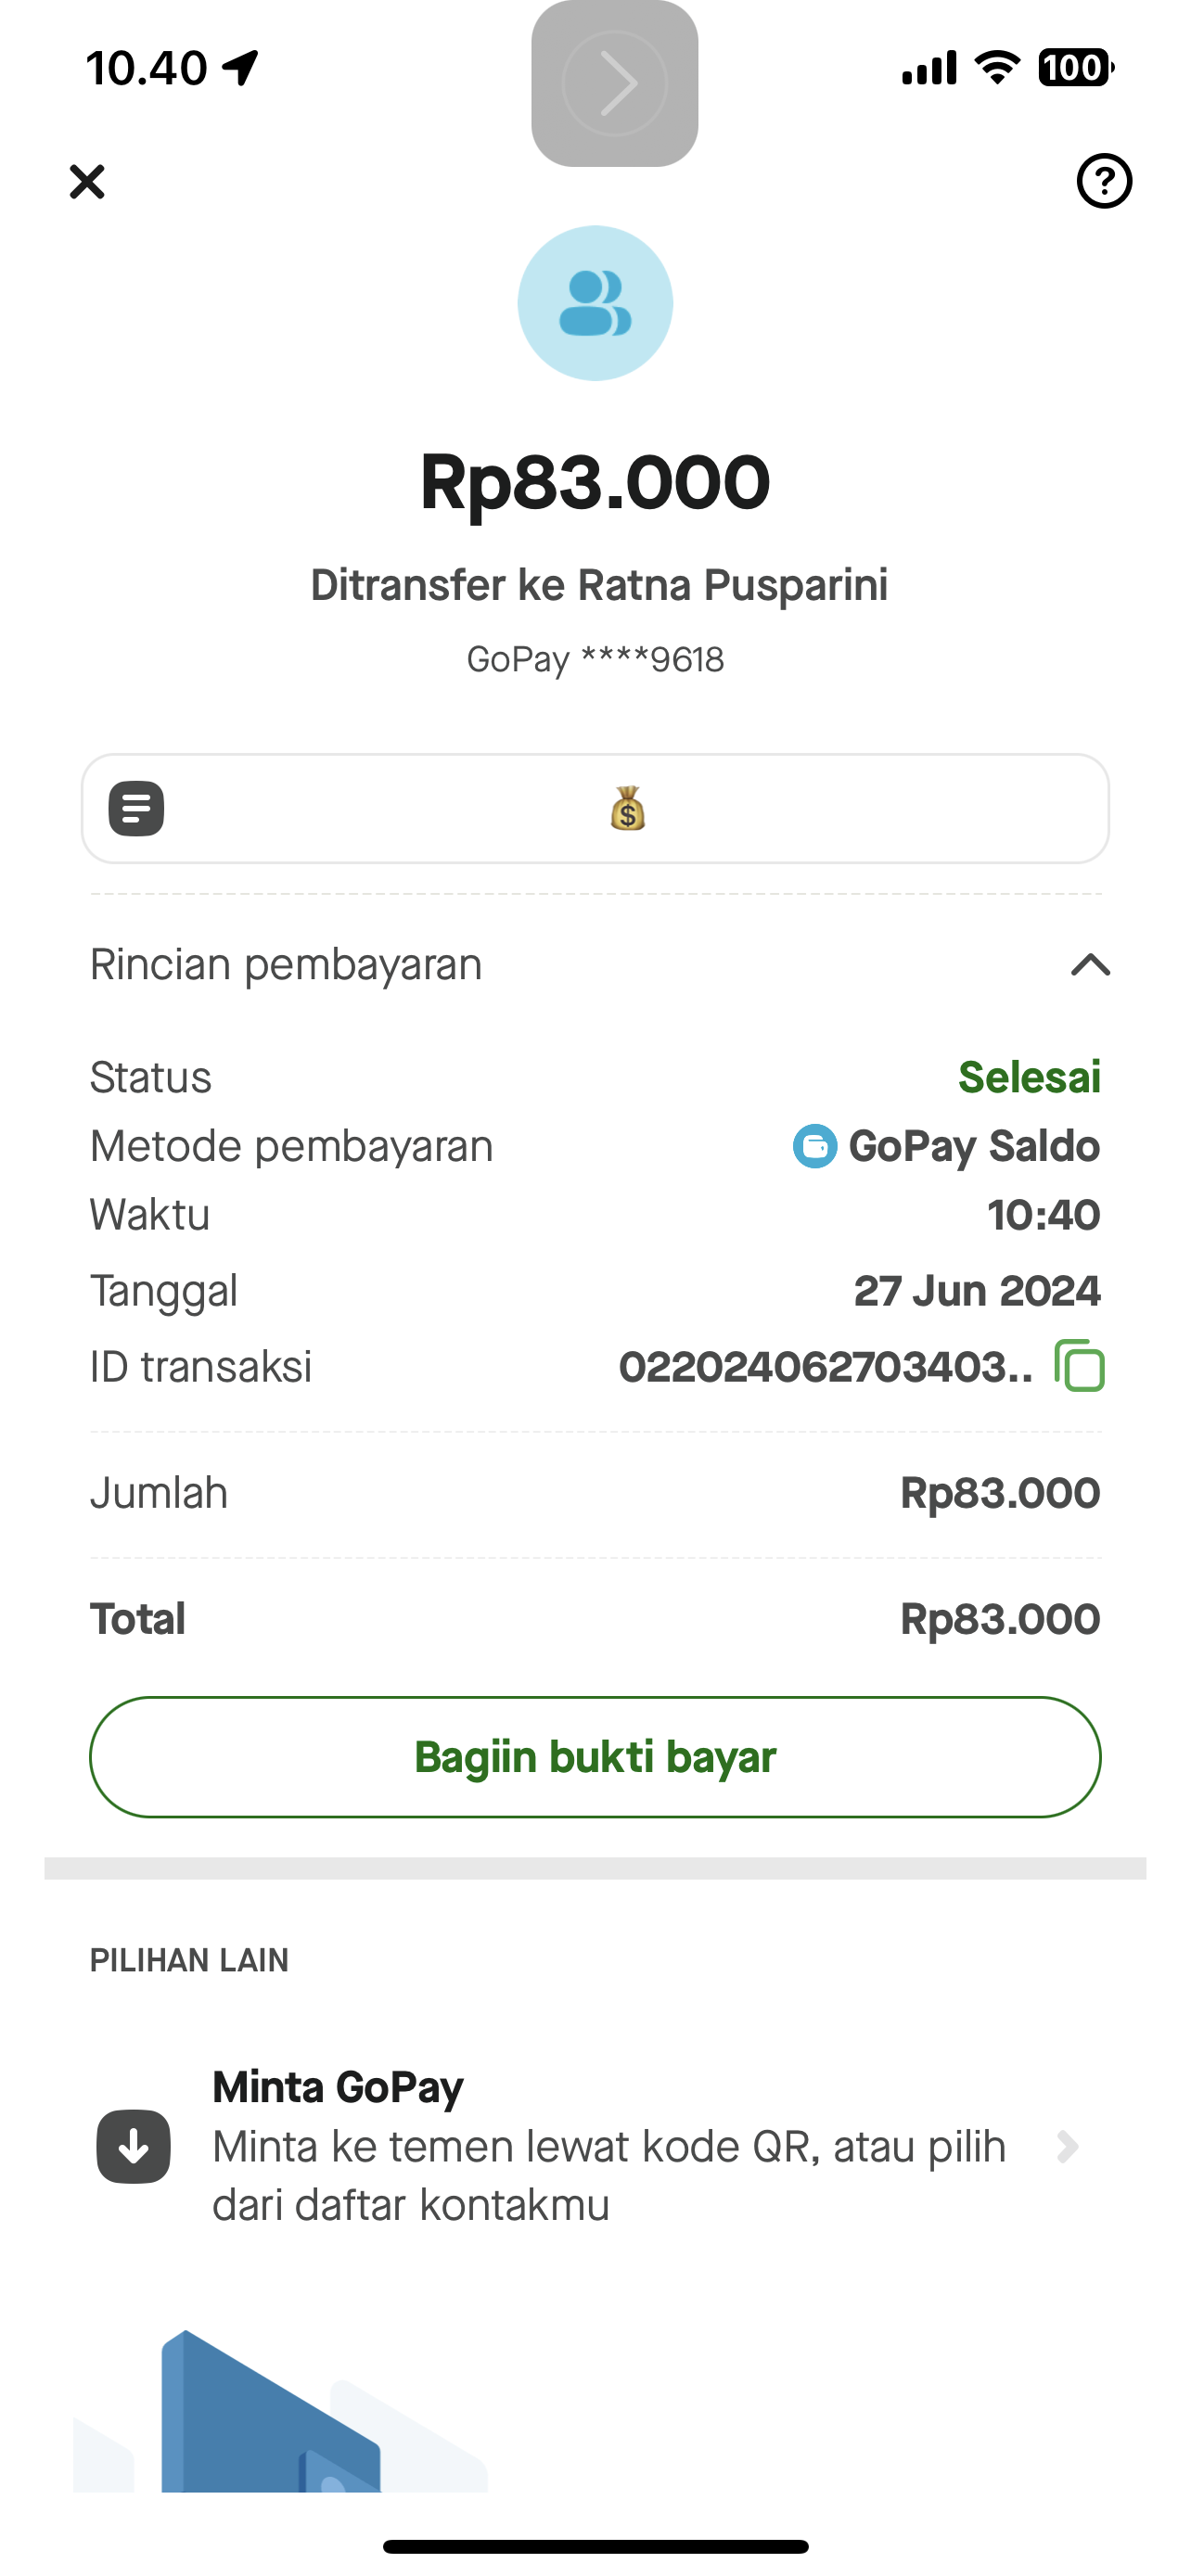 10.40
100
Rp83.000
Ditransfer ke Ratna Pusparini
GoPay ****9618
Rincian pembayaran
Status Selesai
Metode pembayaran GoPay Saldo
Waktu 10:40
Tanggal 27 Jun 2024
ID transaksi 022024062703403..
Jumlah Rp83.000
Total Rp83.000
Bagiin bukti bayar
PILIHAN LAIN
Minta GoPay
Minta ke temen lewat kode QR, atau pilih
dari daftar kontakmu